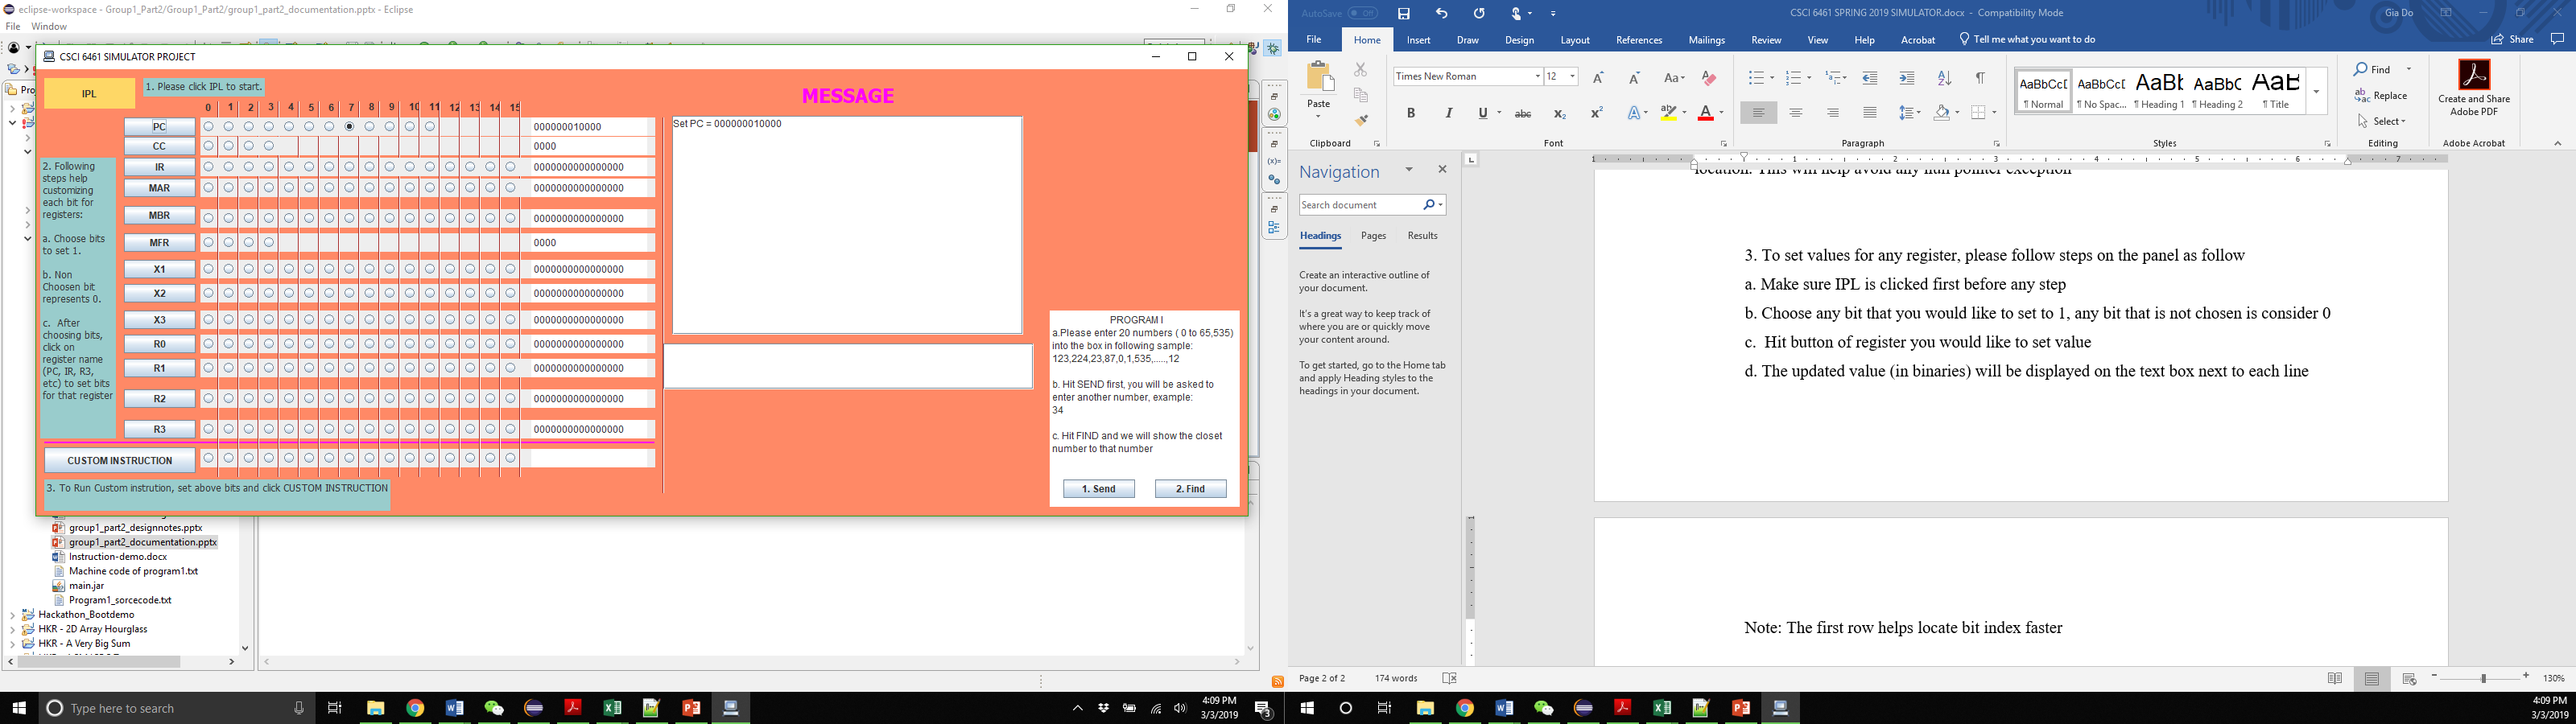 eclipse-workspace - Group1_Part2/Group1_Part2/group1_part2_documentation.pptx - Eclipse
File Window
CSCI 6461 SIMULATOR PROJECT
IPL
1. Please click IPL to start.
MESSAGE
0 1 2 3 4 5 6 7 8 9 10 11 12 13 14 15
PC 000000010000
Set PC = 000000010000
CC 0000
2. Following
steps help
customizing
each bit for
registers:
a. Choose bits
to set 1.
b. Non
Choosen bit
represents 0.
c. After
choosing bits,
click on
register name
(PC, IR, R3,
etc) to set bits
for that register
IR 0000000000000000
MAR 0000000000000000
MBR 0000000000000000
MFR 0000
X1 0000000000000000
X2 0000000000000000
X3 0000000000000000
R0 0000000000000000
R1 0000000000000000
R2 0000000000000000
R3 0000000000000000
CUSTOM INSTRUCTION
3. To Run Custom instrution, set above bits and click CUSTOM INSTRUCTION
PROGRAM I
a.Please enter 20 numbers ( 0 to 65,535)
into the box in following sample:
123,224,23,87,0,1,535,.....,12
b. Hit SEND first, you will be asked to
enter another number, example:
34
c. Hit FIND and we will show the closet
number to that number
1. Send 2. Find
group1_part2_designnotes.pptx
group1_part2_documentation.pptx
Instruction-demo.docx
Machine code of program1.txt
main.jar
Program1_sorcecode.txt
Hackathon_Bootdemo
HKR - 2D Array Hourglass
HKR - A Very Big Sum
Type here to search
4:09 PM
3/3/2019
3
AutoSave Off
CSCI 6461 SPRING 2019 SIMULATOR.docx - Compatibility Mode
Gia Do
File Home Insert Draw Design Layout References Mailings Review View Help Acrobat Tell me what you want to do Share
Paste
Clipboard
Times New Roman 12
Font
Paragraph
AaBbCcD AaBbCcD AaBb AaBbC AaB
¶ Normal ¶ No Spac... ¶ Heading 1 ¶ Heading 2 ¶ Title
Styles
Find
Replace
Select
Editing
Create and Share
Adobe PDF
Adobe Acrobat
Navigation
Search document
Headings Pages Results
Create an interactive outline of
your document.
It's a great way to keep track of
where you are or quickly move
your content around.
To get started, go to the Home tab
and apply Heading styles to the
headings in your document.
location. This will help avoid any null pointer exception
3. To set values for any register, please follow steps on the panel as follow
a. Make sure IPL is clicked first before any step
b. Choose any bit that you would like to set to 1, any bit that is not chosen is consider 0
c. Hit button of register you would like to set value
d. The updated value (in binaries) will be displayed on the text box next to each line
Note: The first row helps locate bit index faster
Page 2 of 2 174 words
130%
4:09 PM
3/3/2019